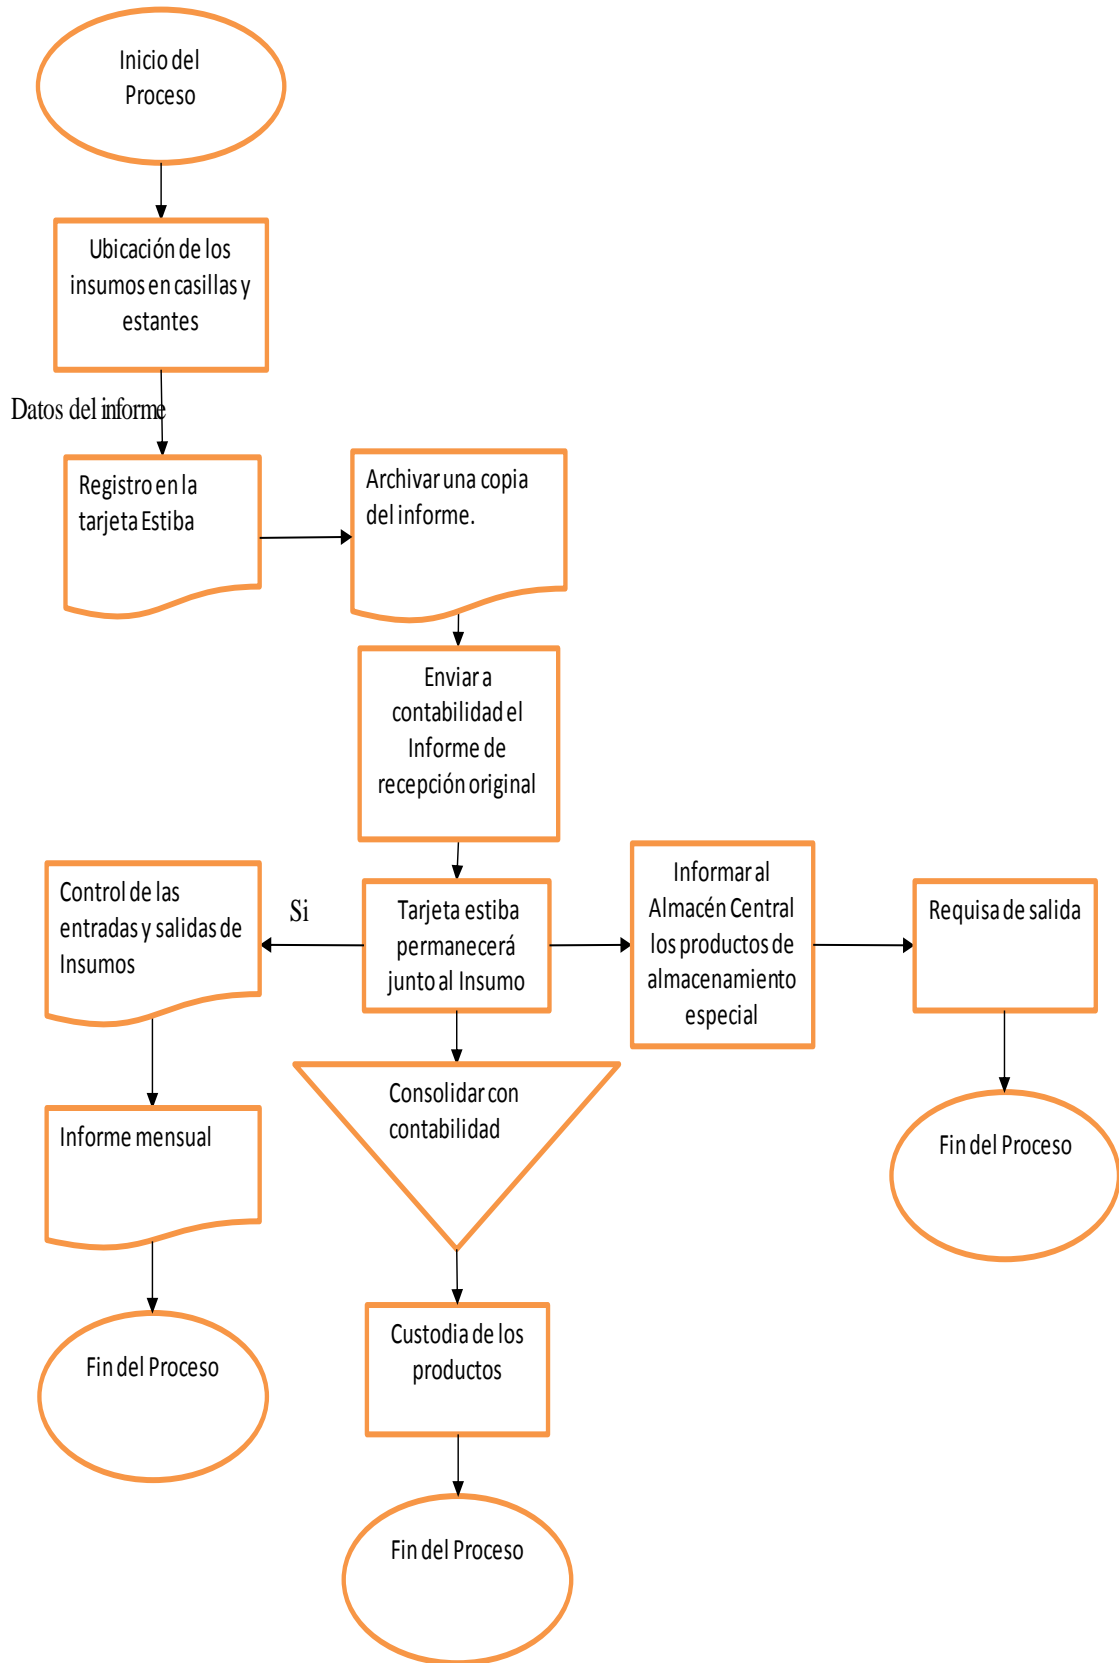 Inicio del
Proceso
Ubicación de los
insumos en casillas y
estantes
Datos del informe
Registro en la
tarjeta Estiba
Archivar una copia
del informe.
Enviar a
contabilidad el
Informe de
recepción original
Control de las
entradas y salidas de
Insumos
Si
Tarjeta estiba
permanecerá
junto al Insumo
Informar al
Almacén Central
los productos de
almacenamiento
especial
Requisa de salida
Informe mensual
Consolidar con
contabilidad
Fin del Proceso
Fin del Proceso
Custodia de los
productos
Fin del Proceso